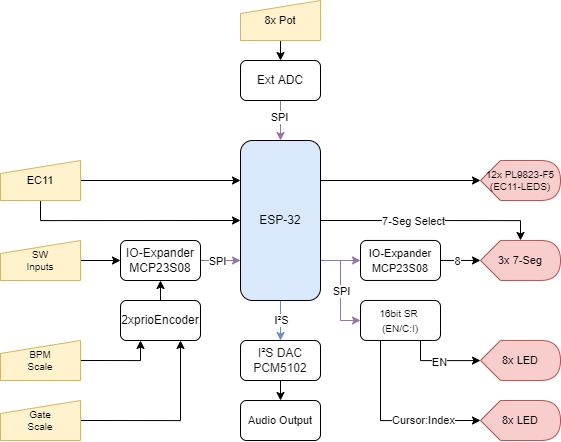 8x Pot
Ext ADC
SPI
EC11
ESP-32
12x PL9823-F5
(EC11-LEDS)
7-Seg Select
SW
Inputs
IO-Expander
MCP23S08
SPI
IO-Expander
MCP23S08
8
3x 7-Seg
SPI
2xprioEncoder
I²S
16bit SR
(EN/C:I)
BPM
Scale
I²S DAC
PCM5102
EN
8x LED
Gate
Scale
Audio Output
Cursor:Index
8x LED